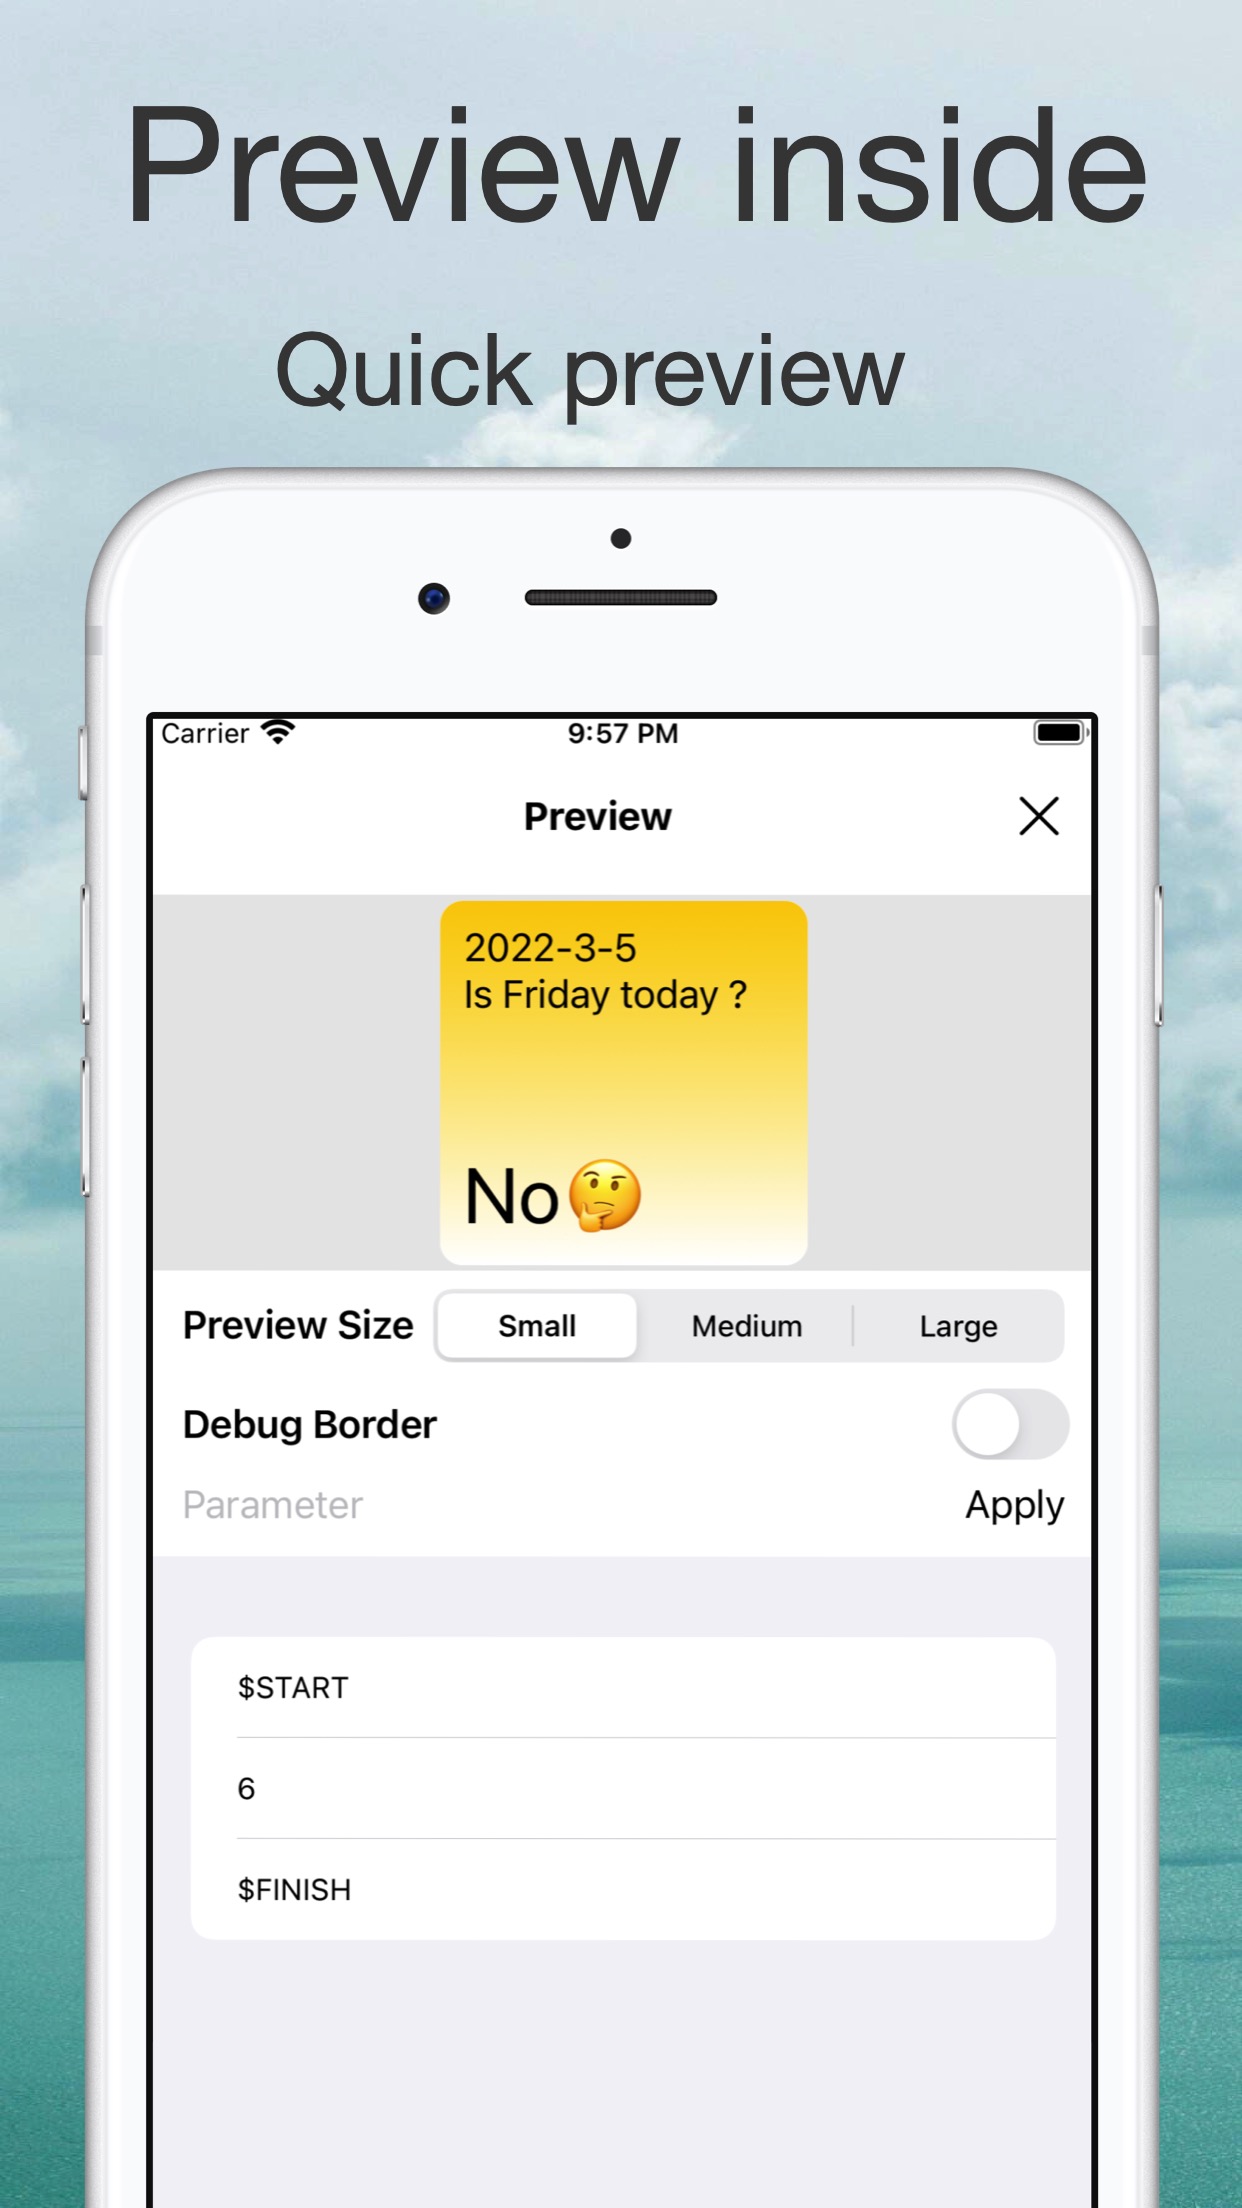 Preview inside
Quick preview
Carrier 9:57 PM
Preview
2022-3-5
Is Friday today ?
No🤔
Preview Size Small Medium Large
Debug Border
Parameter Apply
$START
6
$FINISH